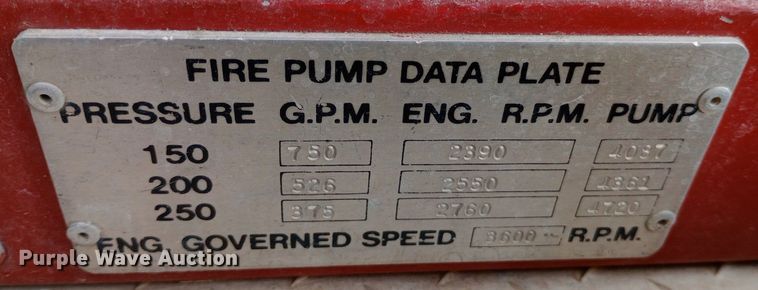 FIRE PUMP DATA PLATE
PRESSURE G.P.M. ENG. R.P.M. PUMP
150 750 2390 4087
200 526 2550 4361
250 375 2760 4720
ENG. GOVERNED SPEED 3600 R.P.M.
Purple Wave Auction